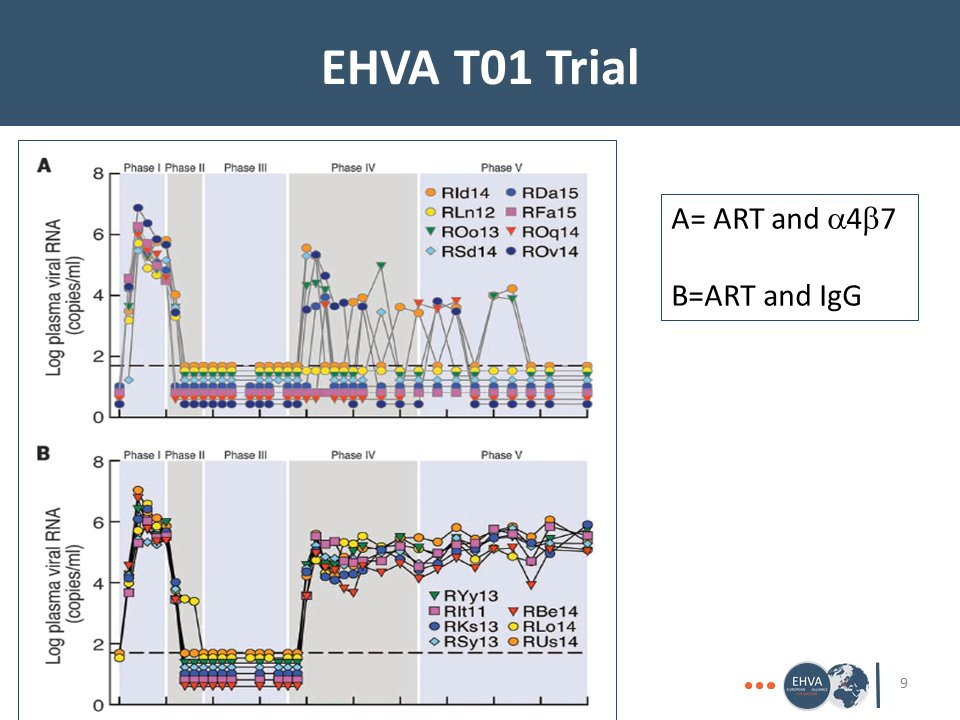 EHVA T01 Trial
A
Phase I Phase II Phase III Phase IV Phase V
8
6
4
2
0
Log plasma viral RNA
(copies/ml)
RId14 RDa15
RLn12 RFa15
ROo13 ROq14
RSd14 ROv14
B
Phase I Phase II Phase III Phase IV Phase V
8
6
4
2
0
Log plasma viral RNA
(copies/ml)
RYy13
RIt11 RBe14
RKs13 RLo14
RSy13 RUs14
A= ART and α4β7
B=ART and IgG
EHVA
EUROPEAN ALLIANCE
9